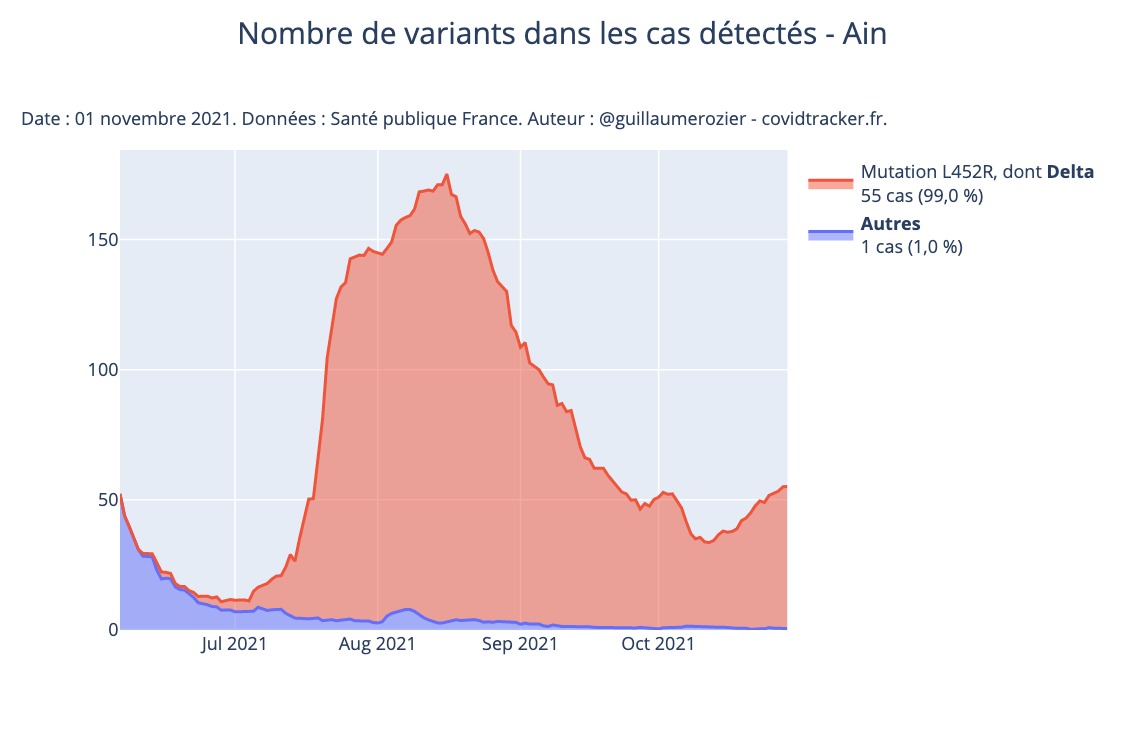 Nombre de variants dans les cas détectés - Ain
Date : 01 novembre 2021. Données : Santé publique France. Auteur : @guillaumerozier - covidtracker.fr.
Mutation L452R, dont Delta
55 cas (99,0 %)
Autres
1 cas (1,0 %)
150
100
50
0
Jul 2021 Aug 2021 Sep 2021 Oct 2021